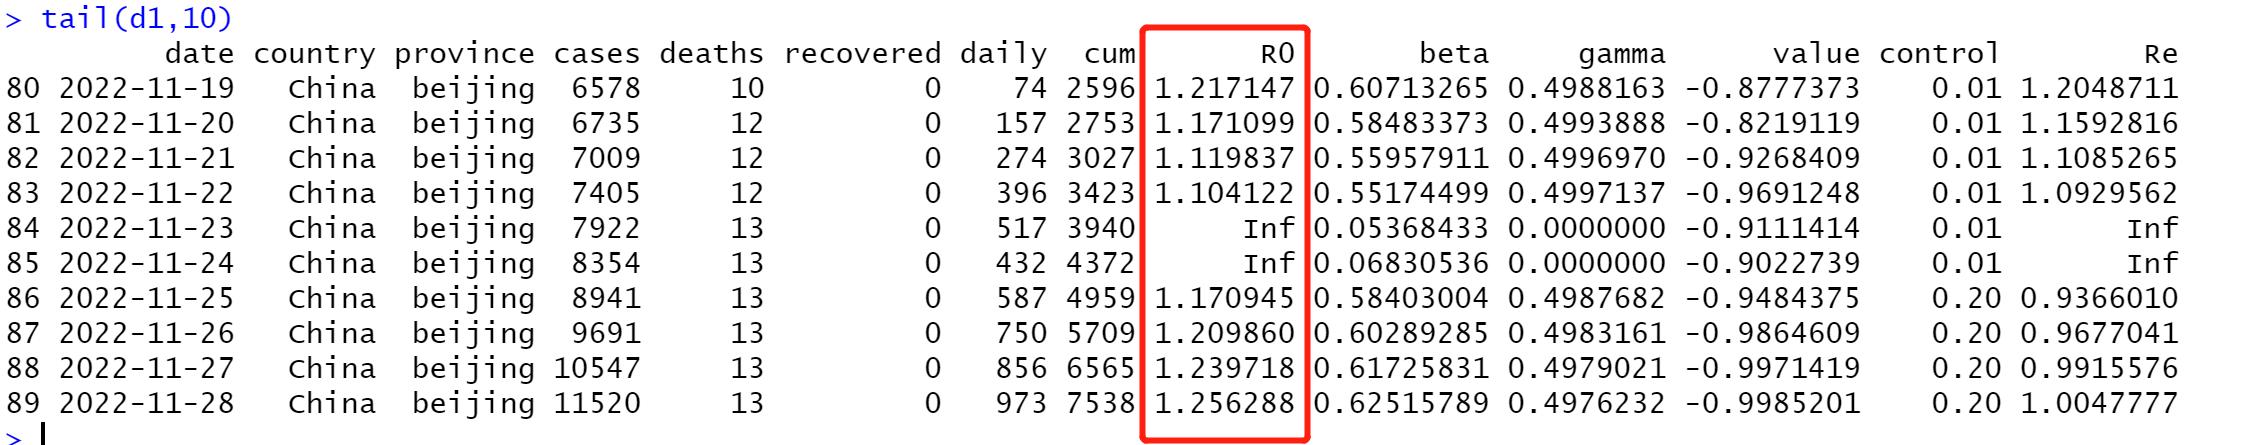 > tail(d1,10)
date country province cases deaths recovered daily cum R0 beta gamma value control Re
80 2022-11-19 China beijing 6578 10 0 74 2596 1.217147 0.60713265 0.4988163 -0.8777373 0.01 1.2048711
81 2022-11-20 China beijing 6735 12 0 157 2753 1.171099 0.58483373 0.4993888 -0.8219119 0.01 1.1592816
82 2022-11-21 China beijing 7009 12 0 274 3027 1.119837 0.55957911 0.4996970 -0.9268409 0.01 1.1085265
83 2022-11-22 China beijing 7405 12 0 396 3423 1.104122 0.55174499 0.4997137 -0.9691248 0.01 1.0929562
84 2022-11-23 China beijing 7922 13 0 517 3940 Inf 0.05368433 0.0000000 -0.9111414 0.01 Inf
85 2022-11-24 China beijing 8354 13 0 432 4372 Inf 0.06830536 0.0000000 -0.9022739 0.01 Inf
86 2022-11-25 China beijing 8941 13 0 587 4959 1.170945 0.58403004 0.4987682 -0.9484375 0.20 0.9366010
87 2022-11-26 China beijing 9691 13 0 750 5709 1.209860 0.60289285 0.4983161 -0.9864609 0.20 0.9677041
88 2022-11-27 China beijing 10547 13 0 856 6565 1.239718 0.61725831 0.4979021 -0.9971419 0.20 0.9915576
89 2022-11-28 China beijing 11520 13 0 973 7538 1.256288 0.62515789 0.4976232 -0.9985201 0.20 1.0047777
>